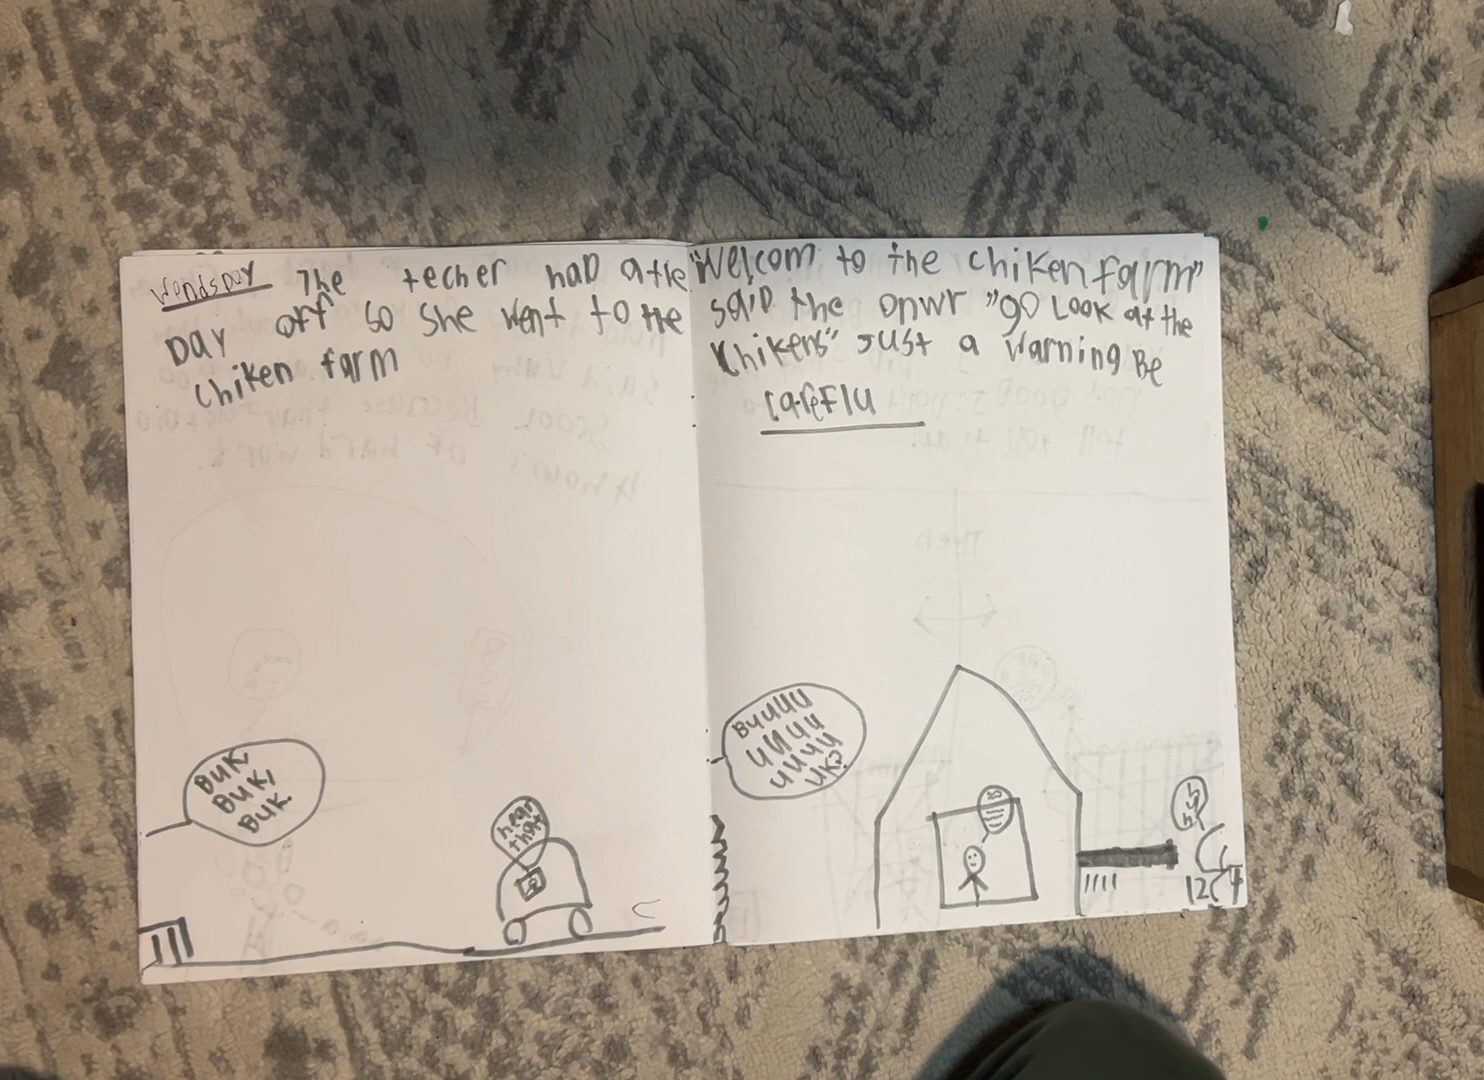 Wendsday The techer had a the
Day off so she went to the
Chiken farm
BUK,
BUK,
BUK.
hear
that
"Welcom to the chiken farm"
said the onwr "go Look at the
Chikens" Just a Warning Be
careFlu
Buuuu
uuuu
uuuu
uk?